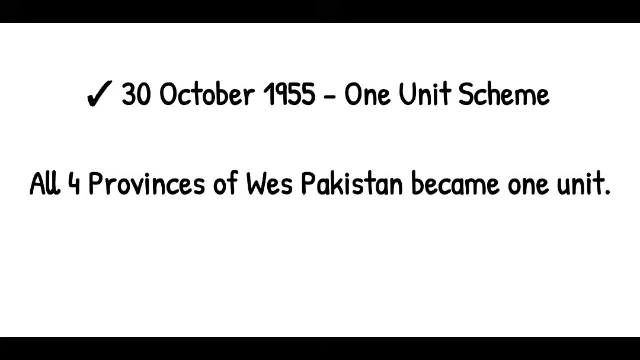 ✓ 30 October 1955 – One Unit Scheme
All 4 Provinces of Wes Pakistan became one unit.